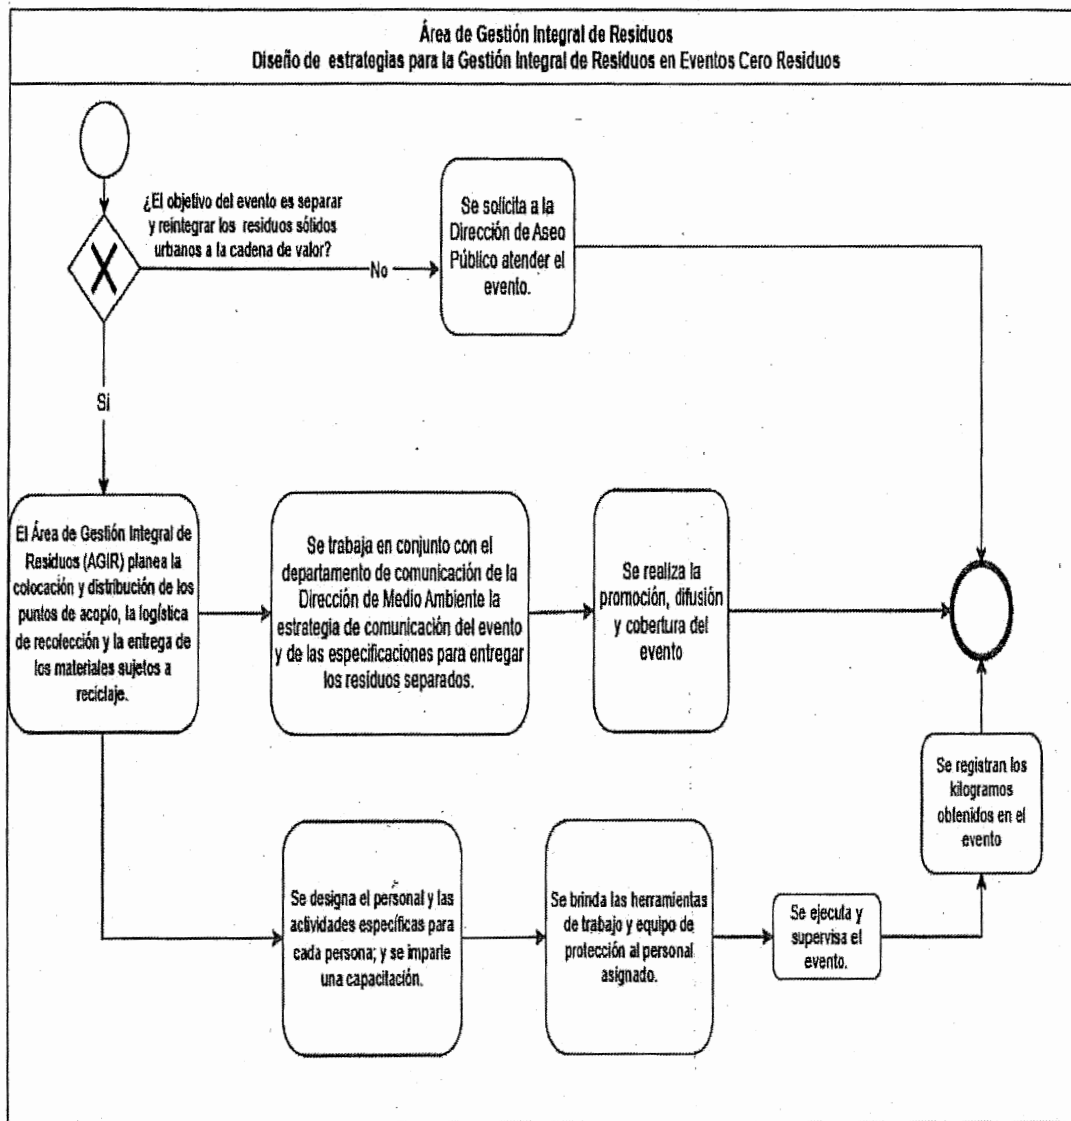 Área de Gestión Integral de Residuos
Diseño de estrategias para la Gestión Integral de Residuos en Eventos Cero Residuos
¿El objetivo del evento es separar
y reintegrar los residuos sólidos
urbanos a la cadena de valor?
No
Se solicita a la
Dirección de Aseo
Público atender el
evento.
Si
El Área de Gestión Integral de
Residuos (AGIR) planea la
colocación y distribución de los
puntos de acopio, la logística
de recolección y la entrega de
los materiales sujetos a
reciclaje.
Se trabaja en conjunto con el
departamento de comunicación de la
Dirección de Medio Ambiente la
estrategia de comunicación del evento
y de las especificaciones para entregar
los residuos separados.
Se realiza la
promoción, difusión
y cobertura del
evento
Se registran los
kilogramos
obtenidos en el
evento
Se designa el personal y las
actividades específicas para
cada persona; y se imparte
una capacitación.
Se brinda las herramientas
de trabajo y equipo de
protección al personal
asignado.
Se ejecuta y
supervisa el
evento.